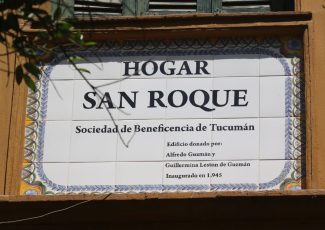 HOGAR
SAN ROQUE
Sociedad de Beneficencia de Tucumán
Edificio donado por:
Alfredo Guzmán y
Guillermina Leston de Guzmán
Inaugurado en 1.945